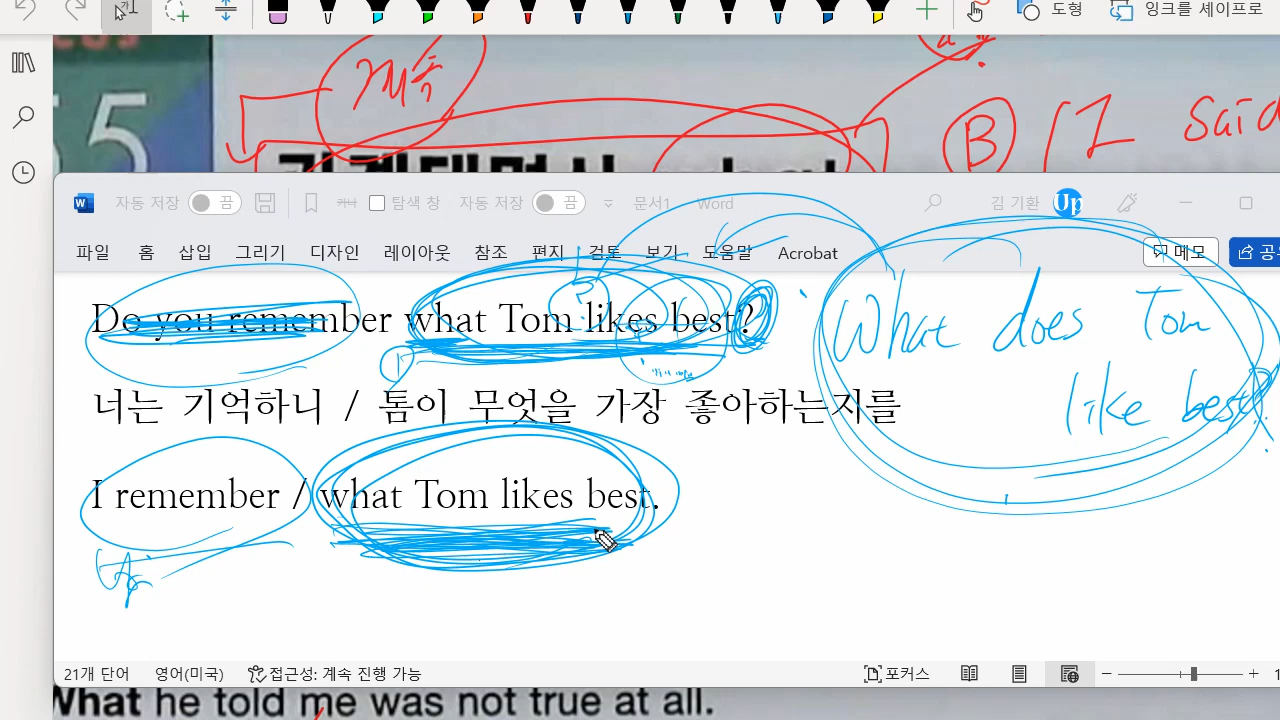 도형
잉크를 셰이프로
55
계속
B
I said
자동 저장
끔
탐색 창
자동 저장
끔
문서1
Word
김 기환
Up
파일
홈
삽입
그리기
디자인
레이아웃
참조
편지
검토
보기
도움말
Acrobat
메모
공유
Do you remember what Tom likes best?
What does Tom
like best?
너는 기억하니 / 톰이 무엇을 가장 좋아하는지를
I remember / what Tom likes best.
21개 단어
영어(미국)
접근성: 계속 진행 가능
포커스
What he told me was not true at all.